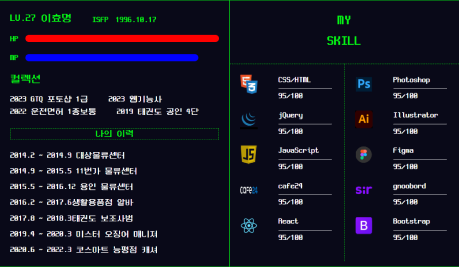 LV.27 이효명 ISFP 1996.10.17
HP
컬렉션
2023 GTQ 포토샵 1급 2023 웹기능사
2022 운전면허 1종보통 2019 태권도 공인 4단
나의 이력
2014.2 - 2014.9 대상물류센터
2014.9 - 2015.5 11번가 물류센터
2015.5 - 2016.12 용인 물류센터
2016.2 - 2017.6생활용품점 알바
2017.8 - 2018.3태권도 보조사범
2019.4 - 2020.3 미스터 오징어 매니저
2020.6 - 2022.3 코스마트 능평점 캐셔
MY
SKILL
CSS/HTML
95/100
jQuery
95/100
JavaScript
95/100
cafe24
95/100
React
95/100
Ps Photoshop
95/100
Ai Illustrator
95/100
Figma
95/100
sir gnoobord
95/100
B Bootstrap
95/100